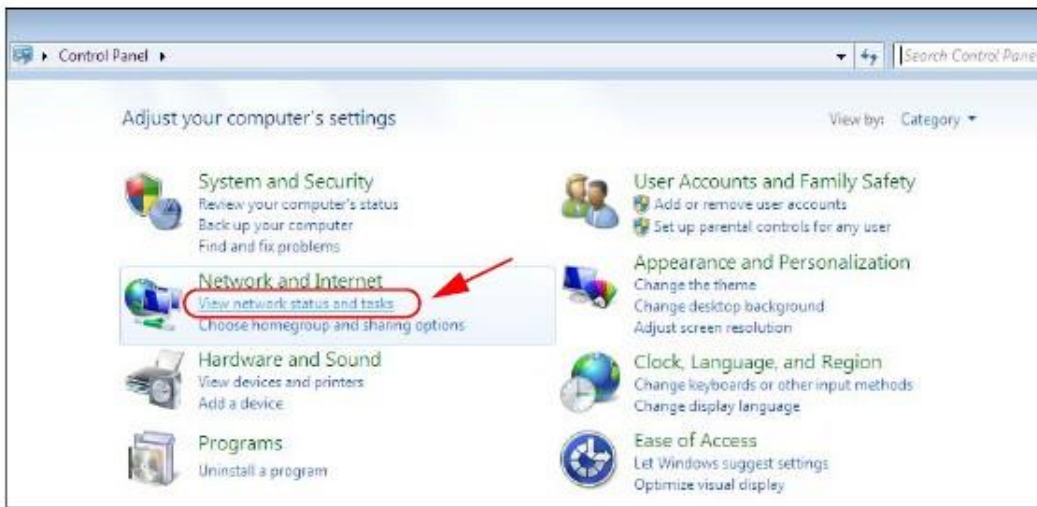 Control Panel
Search Control Pane
Adjust your computer's settings
View by: Category
System and Security
Review your computer's status
Back up your computer
Find and fix problems
Network and Internet
View network status and tasks
Choose homegroup and sharing options
Hardware and Sound
View devices and printers
Add a device
Programs
Uninstall a program
User Accounts and Family Safety
Add or remove user accounts
Set up parental controls for any user
Appearance and Personalization
Change the theme
Change desktop background
Adjust screen resolution
Clock, Language, and Region
Change keyboards or other input methods
Change display language
Ease of Access
Let Windows suggest settings
Optimize visual display